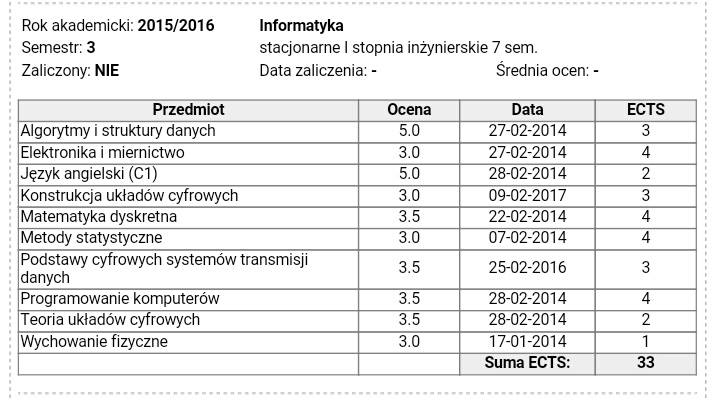 Rok akademicki: 2015/2016 Informatyka
Semestr: 3 stacjonarne I stopnia inżynierskie 7 sem.
Zaliczony: NIE Data zaliczenia: - Średnia ocen: -
Przedmiot Ocena Data ECTS
Algorytmy i struktury danych 5.0 27-02-2014 3
Elektronika i miernictwo 3.0 27-02-2014 4
Język angielski (C1) 5.0 28-02-2014 2
Konstrukcja układów cyfrowych 3.0 09-02-2017 3
Matematyka dyskretna 3.5 22-02-2014 4
Metody statystyczne 3.0 07-02-2014 4
Podstawy cyfrowych systemów transmisji
danych 3.5 25-02-2016 3
Programowanie komputerów 3.5 28-02-2014 4
Teoria układów cyfrowych 3.5 28-02-2014 2
Wychowanie fizyczne 3.0 17-01-2014 1
Suma ECTS: 33